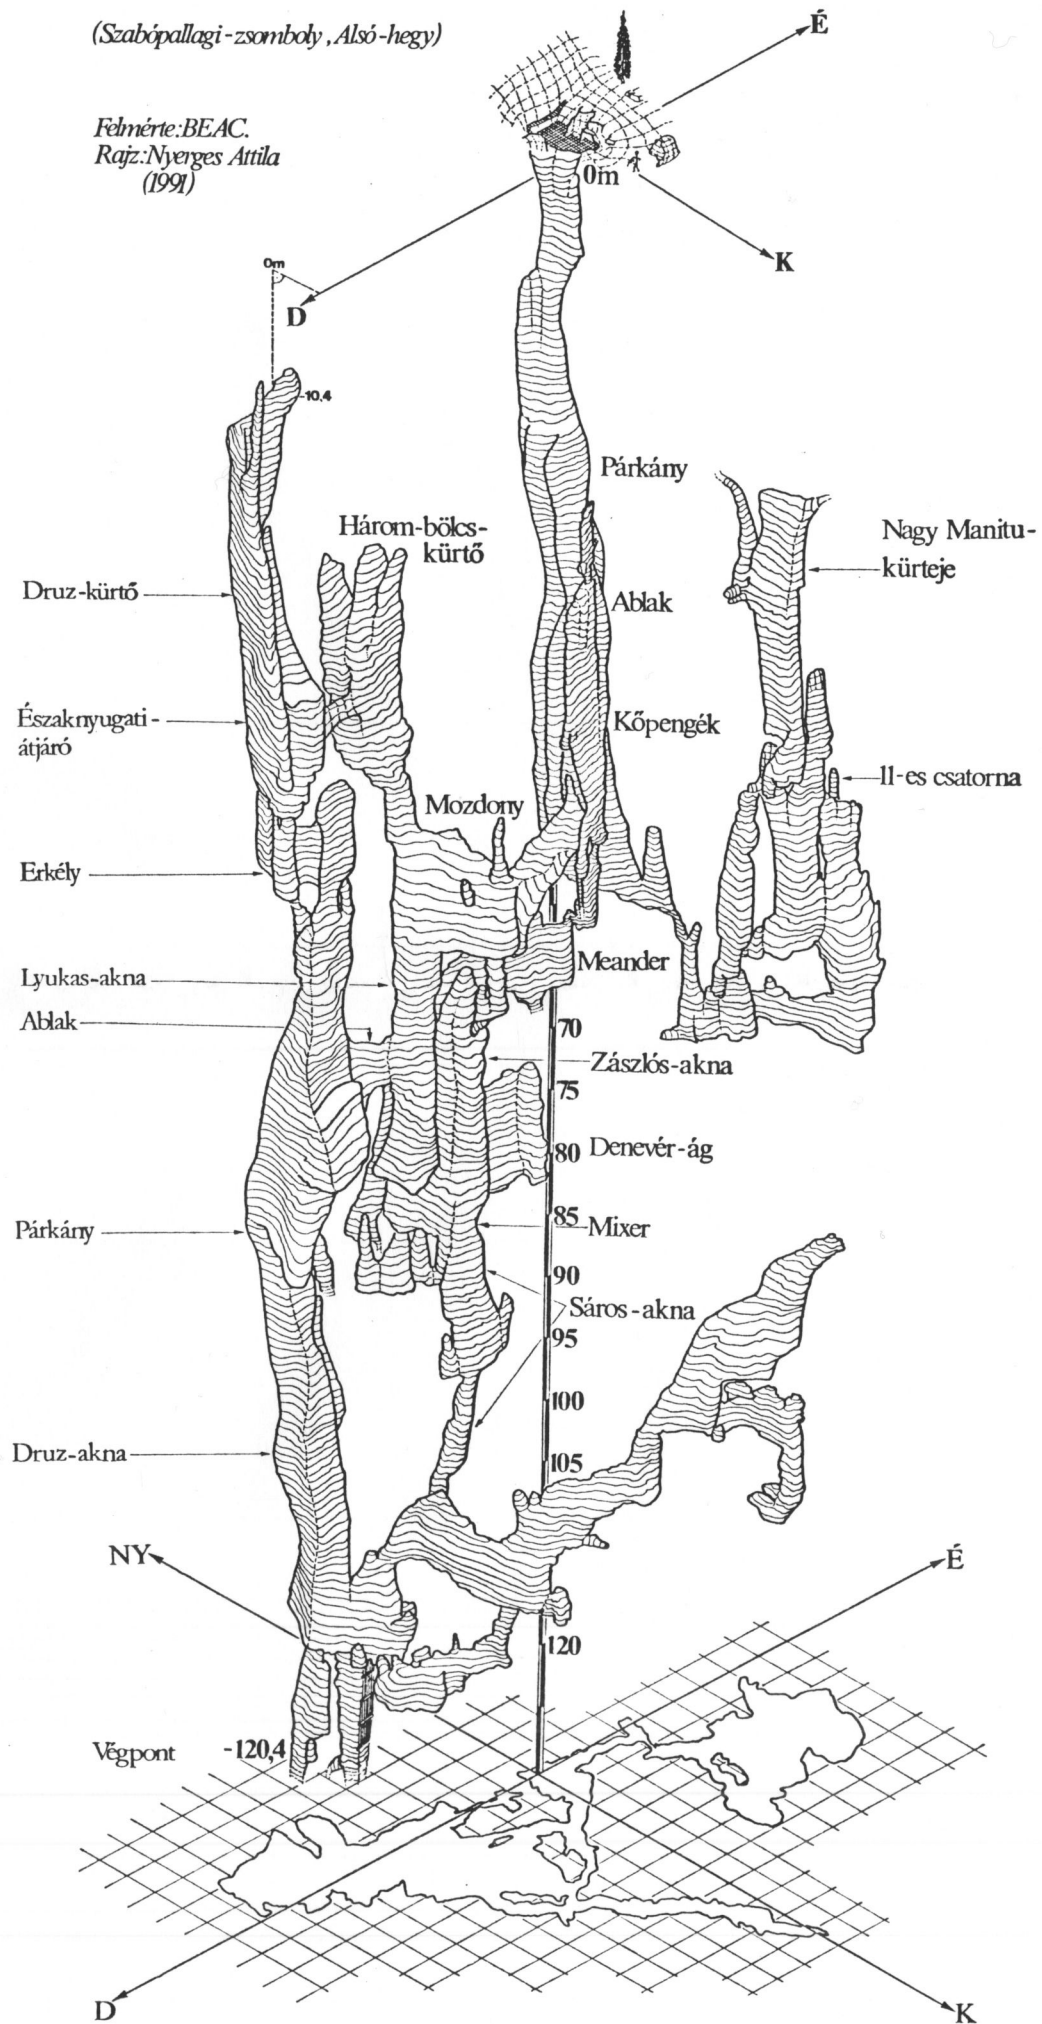 (Szabópallagi-zsomboly, Alsó-hegy)
Felmérte:BEAC.
Rajz:Nyerges Attila
(1991)
É
0m
K
0m
D
-10,4
Párkány
Három-bölcs-
kürtő
Nagy Manitu-
kürteje
Druz-kürtő
Ablak
Északnyugati-
átjáró
Kőpengék
11-es csatorna
Mozdony
Erkély
Meander
Lyukas-akna
Ablak
70
Zászlós-akna
75
80
Denevér-ág
85
Párkány
Mixer
90
Sáros-akna
95
100
Druz-akna
105
NY
É
120
Végpont
-120,4
D
K